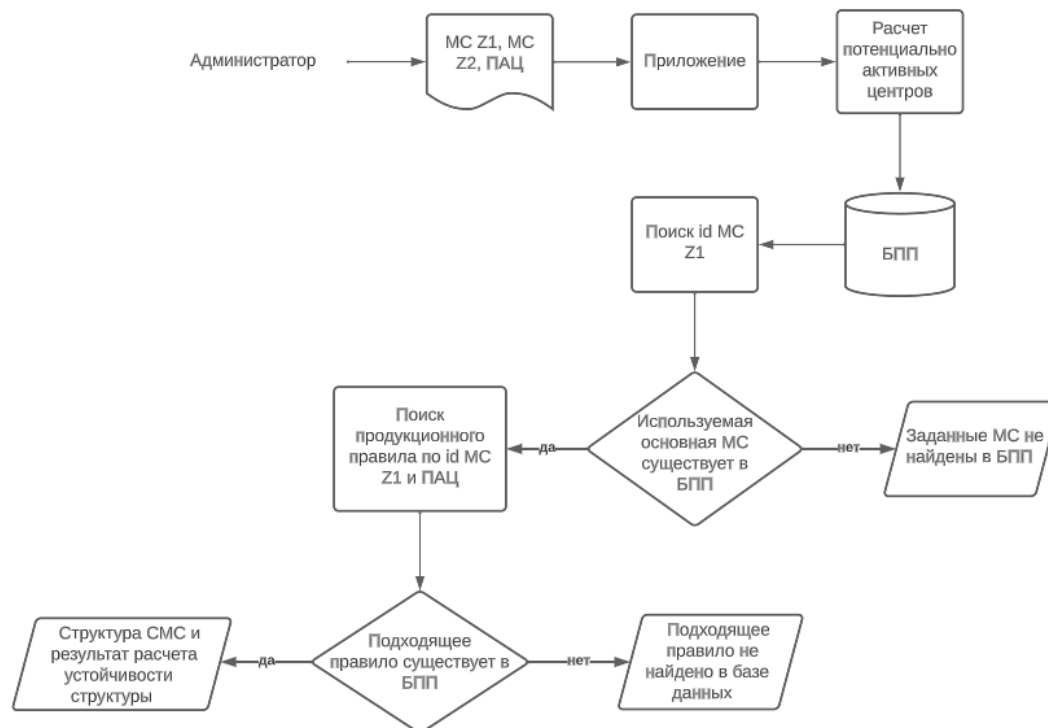 Администратор
МС Z1, МС
Z2, ПАЦ
Приложение
Расчет
потенциально
активных
центров
Поиск id МС
Z1
БПП
Поиск
продукционного
правила по id МС
Z1 и ПАЦ
да
Используемая
основная МС
существует в
БПП
нет
Заданные МС не
найдены в БПП
Структура СМС и
результат расчета
устойчивости
структуры
да
Подходящее
правило существует в
БПП
нет
Подходящее
правило не
найдено в базе
данных